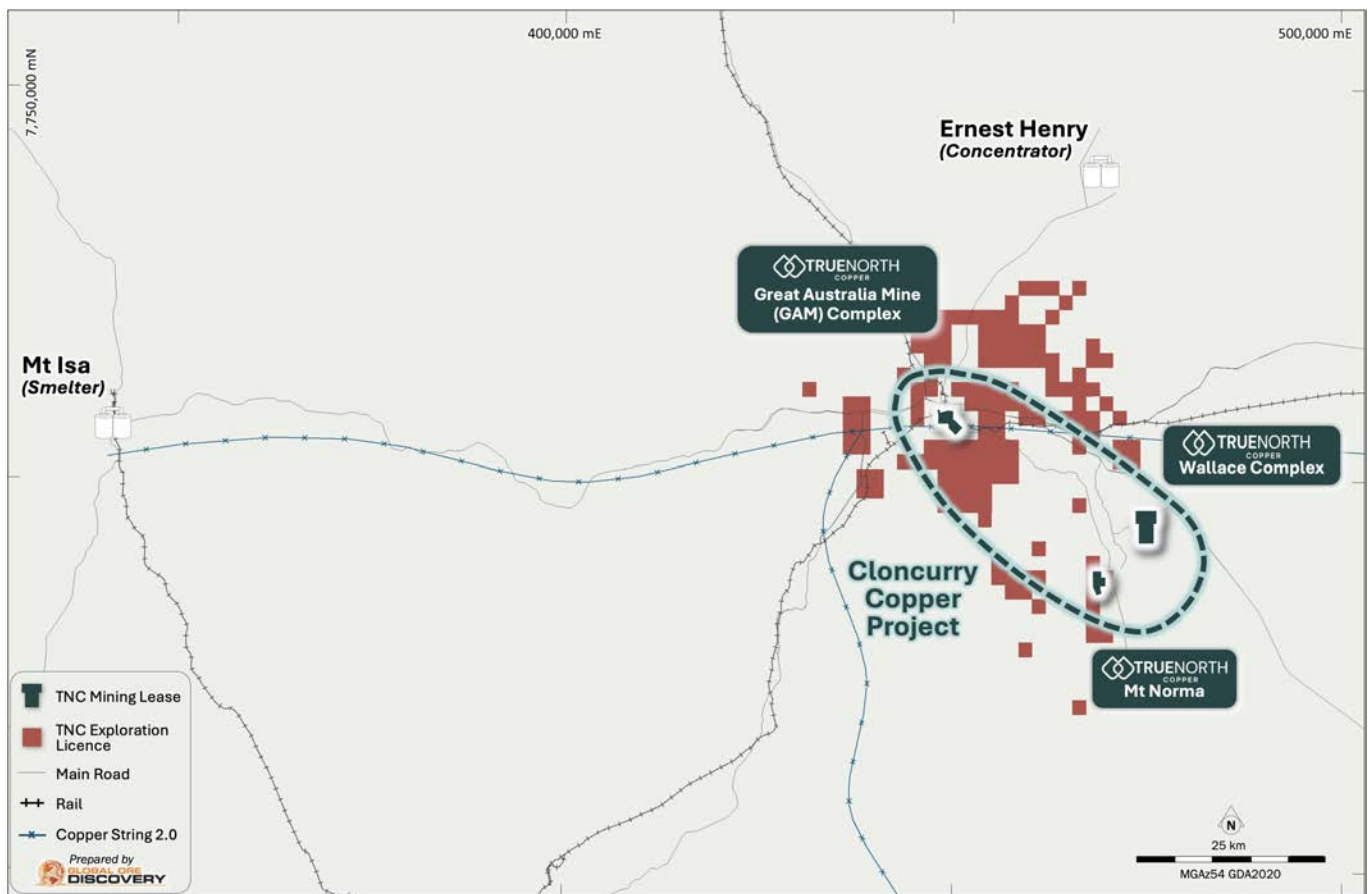 400,000 mE
500,000 mE
7,750,000 mN
Ernest Henry
(Concentrator)
TRUENORTH
COPPER
Great Australia Mine
(GAM) Complex
Mt Isa
(Smelter)
TRUENORTH
COPPER
Wallace Complex
Cloncurry
Copper
Project
TRUENORTH
COPPER
Mt Norma
TNC Mining Lease
TNC Exploration
Licence
Main Road
Rail
Copper String 2.0
Prepared by
GLOBAL ORE
DISCOVERY
N
25 km
MGAz54 GDA2020